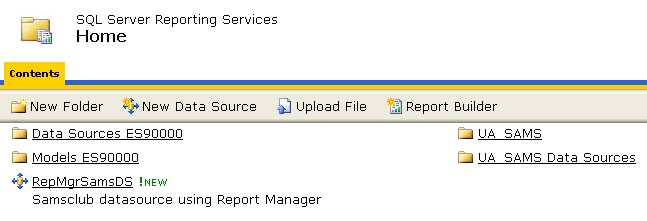 SQL Server Reporting Services
Home
Contents
New Folder New Data Source Upload File Report Builder
Data Sources ES90000 UA_SAMS
Models ES90000 UA_SAMS Data Sources
RepMgrSamsDS !NEW
Samsclub datasource using Report Manager